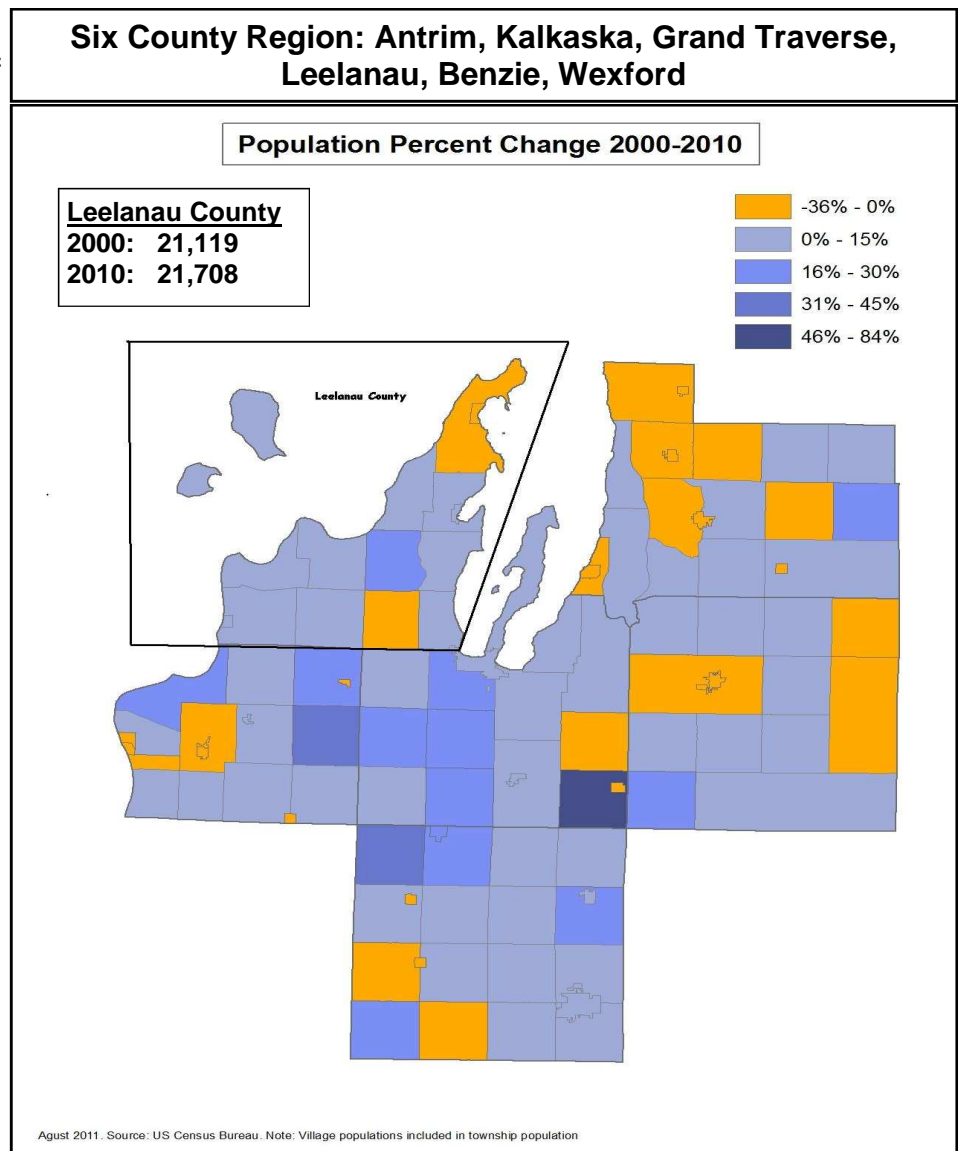 Six County Region: Antrim, Kalkaska, Grand Traverse,
Leelanau, Benzie, Wexford
Population Percent Change 2000-2010
Leelanau County
2000: 21,119
2010: 21,708
-36% - 0%
0% - 15%
16% - 30%
31% - 45%
46% - 84%
Leelanau County
Agust 2011. Source: US Census Bureau. Note: Village populations included in township population